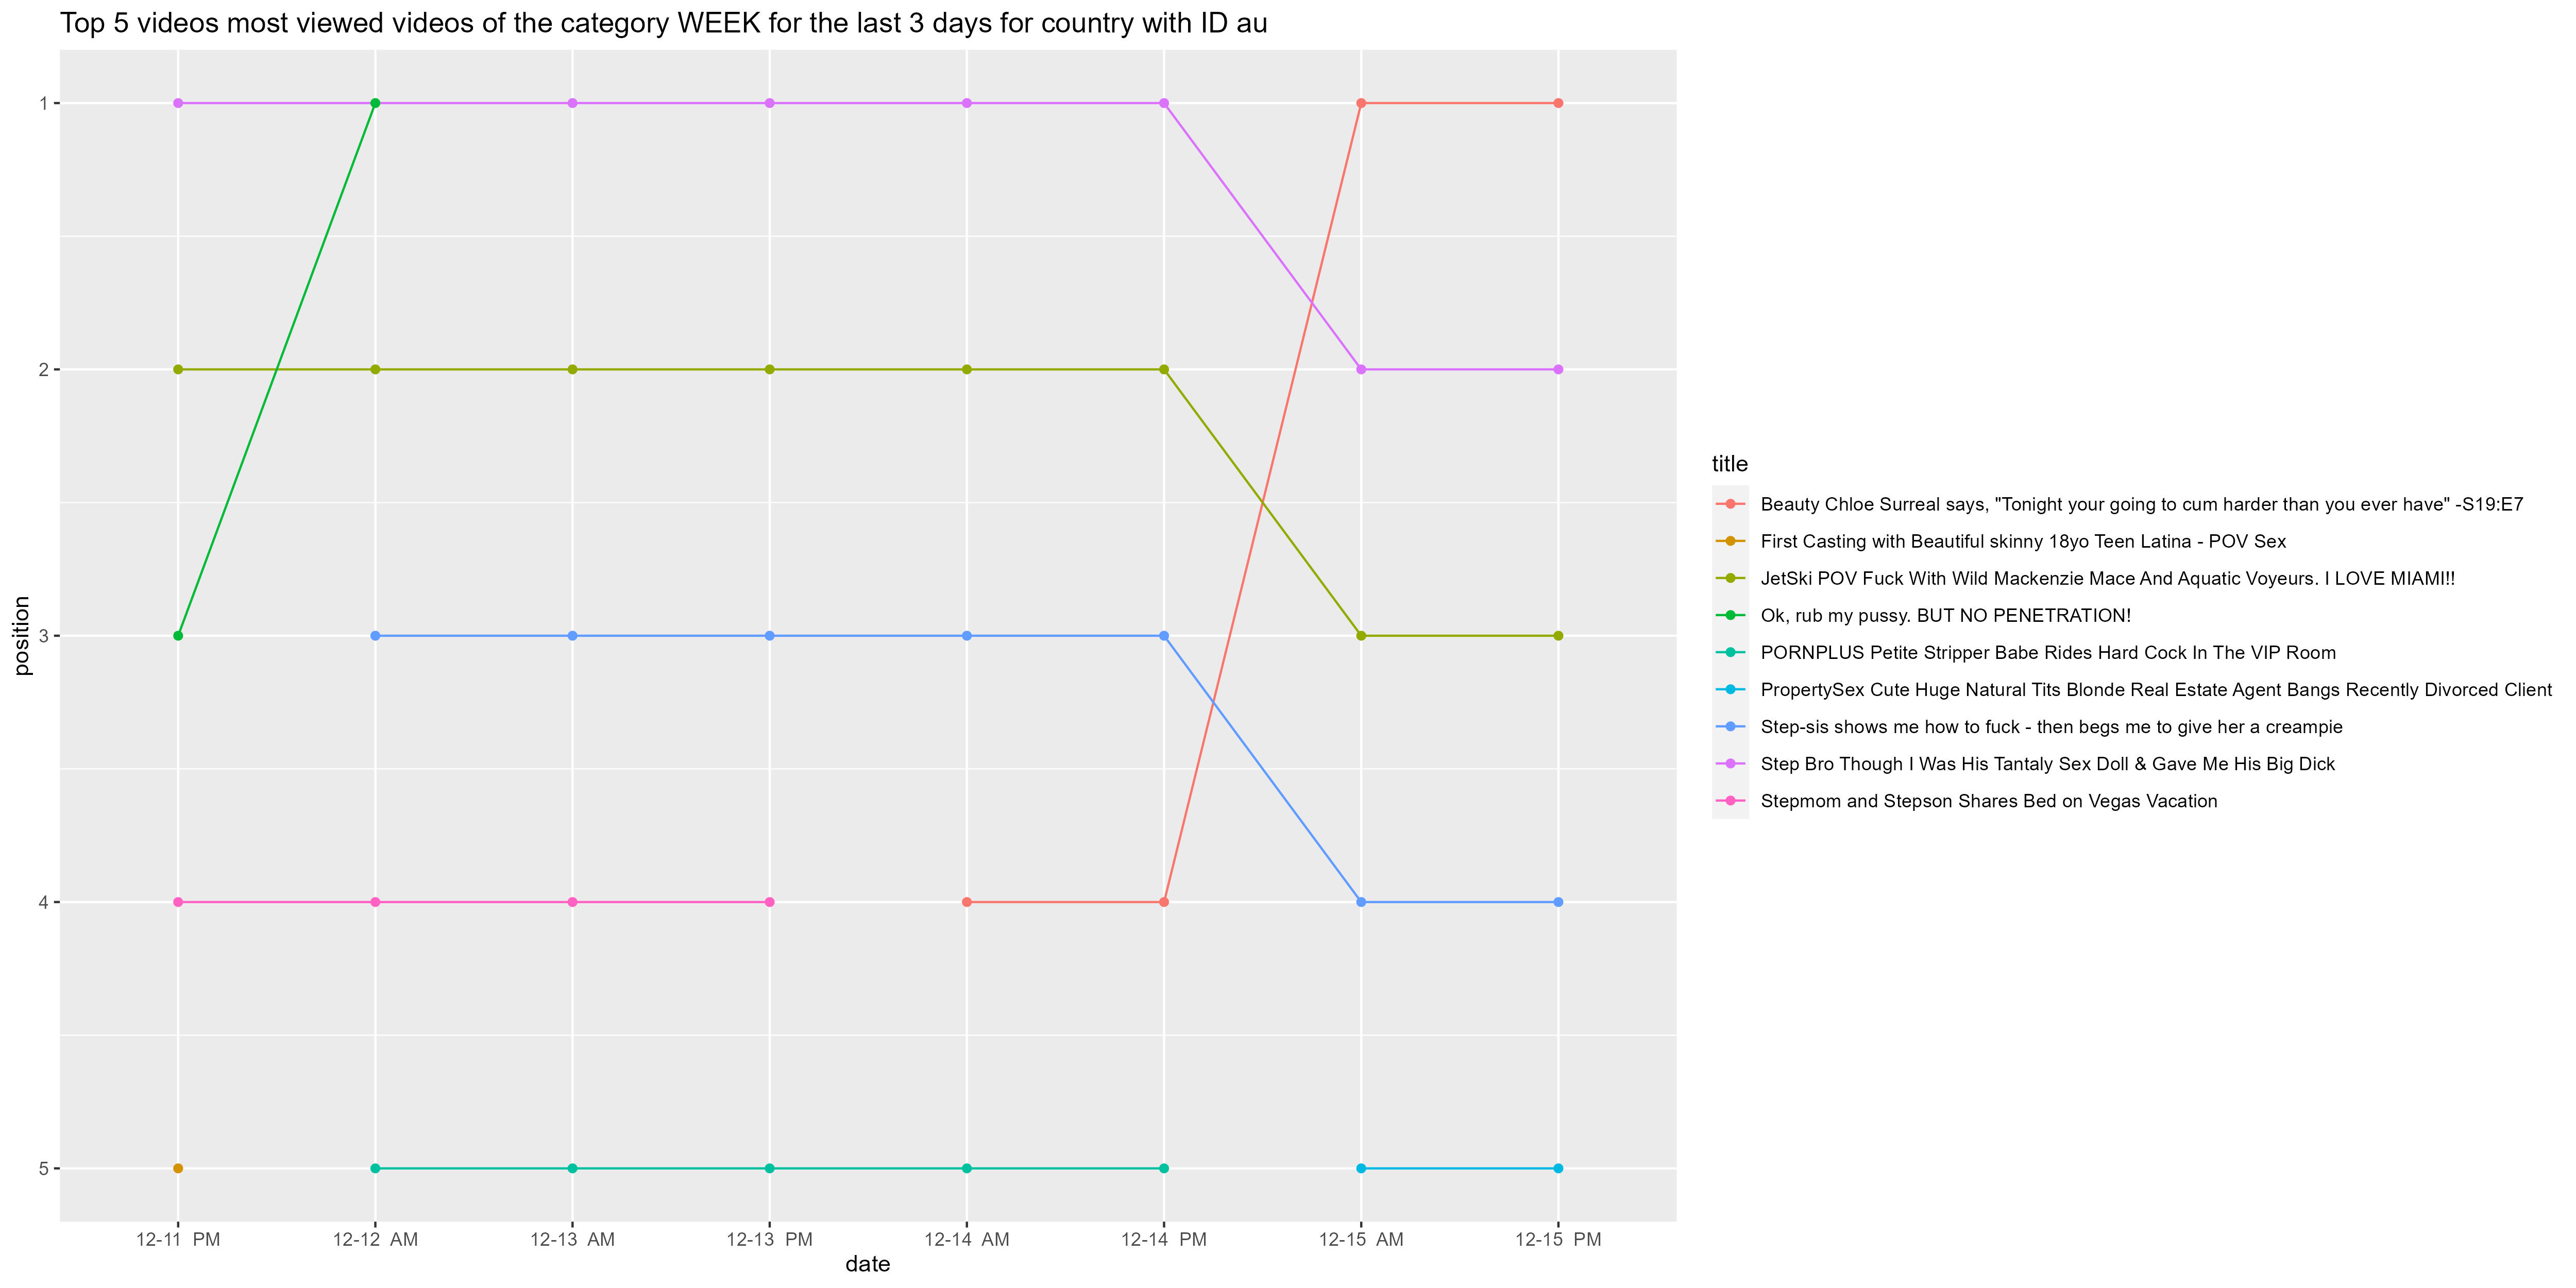 Top 5 videos most viewed videos of the category WEEK for the last 3 days for country with ID au
position
1
2
3
4
5
12-11 PM
12-12 AM
12-13 AM
12-13 PM
12-14 AM
12-14 PM
12-15 AM
12-15 PM
date
title
Beauty Chloe Surreal says, "Tonight your going to cum harder than you ever have" -S19:E7
First Casting with Beautiful skinny 18yo Teen Latina - POV Sex
JetSki POV Fuck With Wild Mackenzie Mace And Aquatic Voyeurs. I LOVE MIAMI!!
Ok, rub my pussy. BUT NO PENETRATION!
PORNPLUS Petite Stripper Babe Rides Hard Cock In The VIP Room
PropertySex Cute Huge Natural Tits Blonde Real Estate Agent Bangs Recently Divorced Client
Step-sis shows me how to fuck - then begs me to give her a creampie
Step Bro Though I Was His Tantaly Sex Doll & Gave Me His Big Dick
Stepmom and Stepson Shares Bed on Vegas Vacation